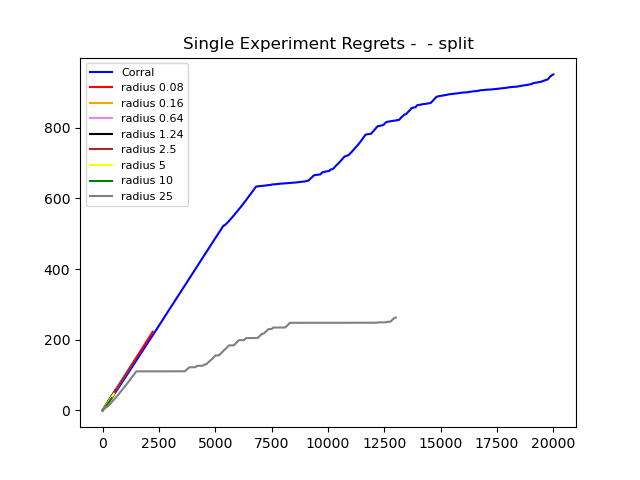 Single Experiment Regrets -  - split
Corral
radius 0.08
radius 0.16
radius 0.64
radius 1.24
radius 2.5
radius 5
radius 10
radius 25
800
600
400
200
0
0 2500 5000 7500 10000 12500 15000 17500 20000